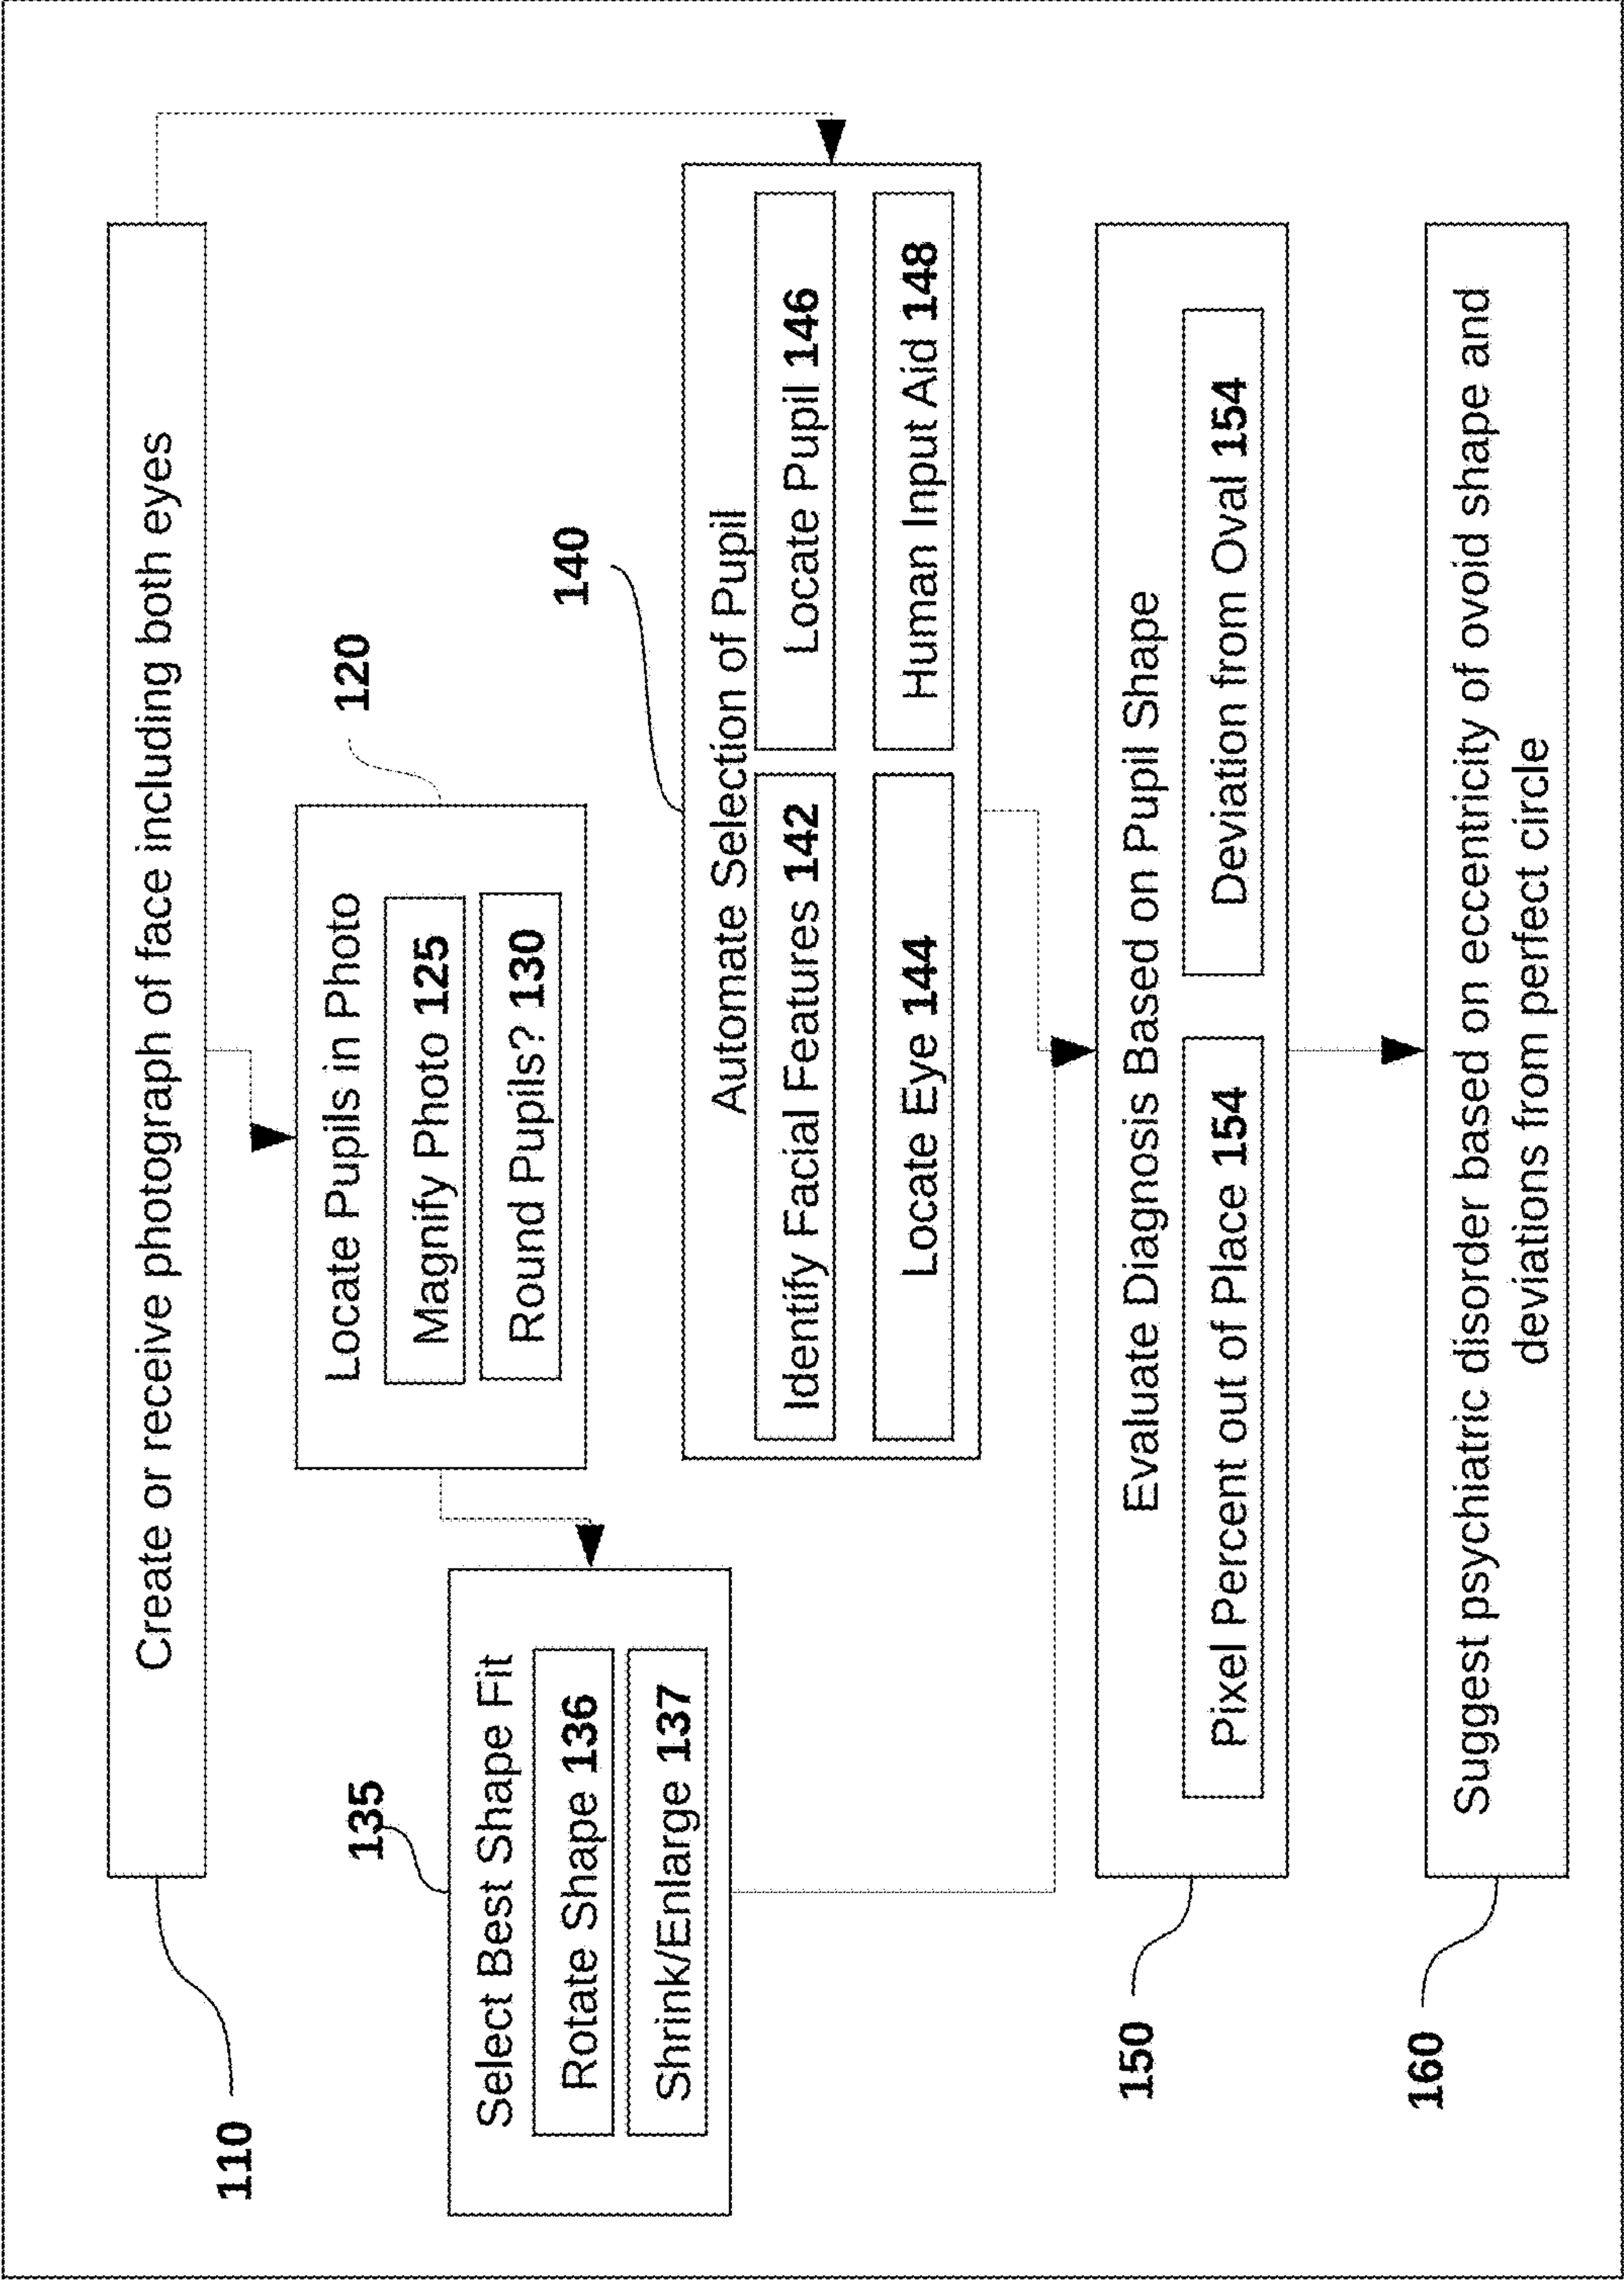 110
Create or receive photograph of face including both eyes
120
Locate Pupils in Photo
Magnify Photo 125
Round Pupils? 130
135
Select Best Shape Fit
Rotate Shape 136
Shrink/Enlarge 137
140
Automate Selection of Pupil
Identify Facial Features 142
Locate Pupil 146
Locate Eye 144
Human Input Aid 148
150
Evaluate Diagnosis Based on Pupil Shape
Pixel Percent out of Place 154
Deviation from Oval 154
160
Suggest psychiatric disorder based on eccentricity of ovoid shape and
deviations from perfect circle